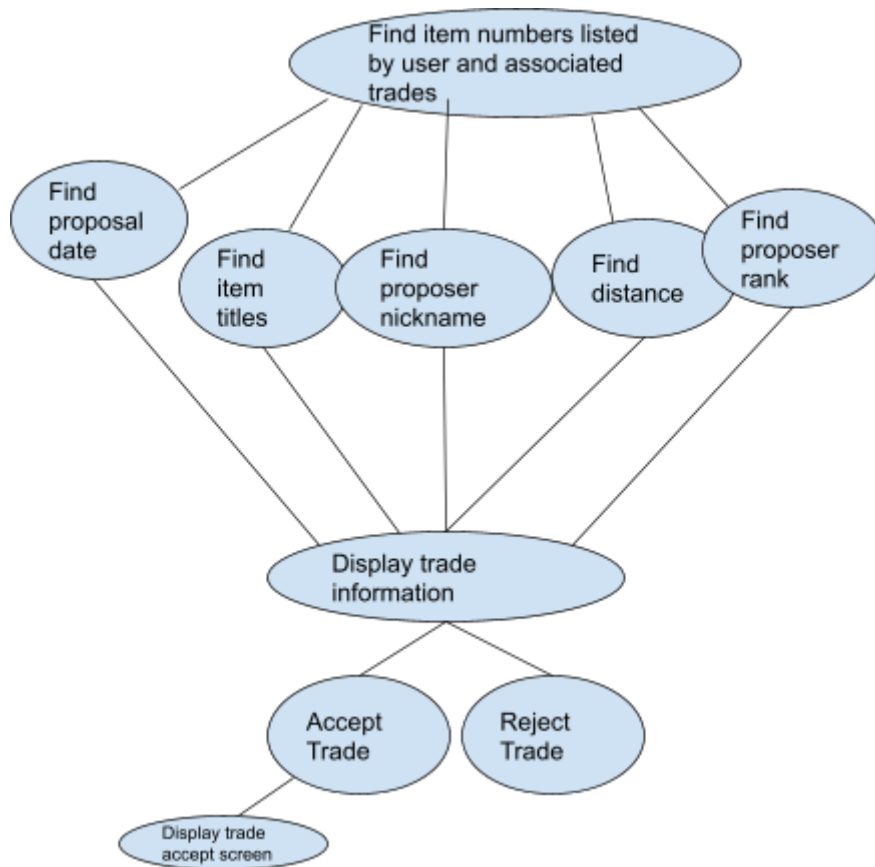 Find item numbers listed
by user and associated
trades
Find
proposal
date
Find
item
titles
Find
proposer
nickname
Find
distance
Find
proposer
rank
Display trade
information
Accept
Trade
Reject
Trade
Display trade
accept screen